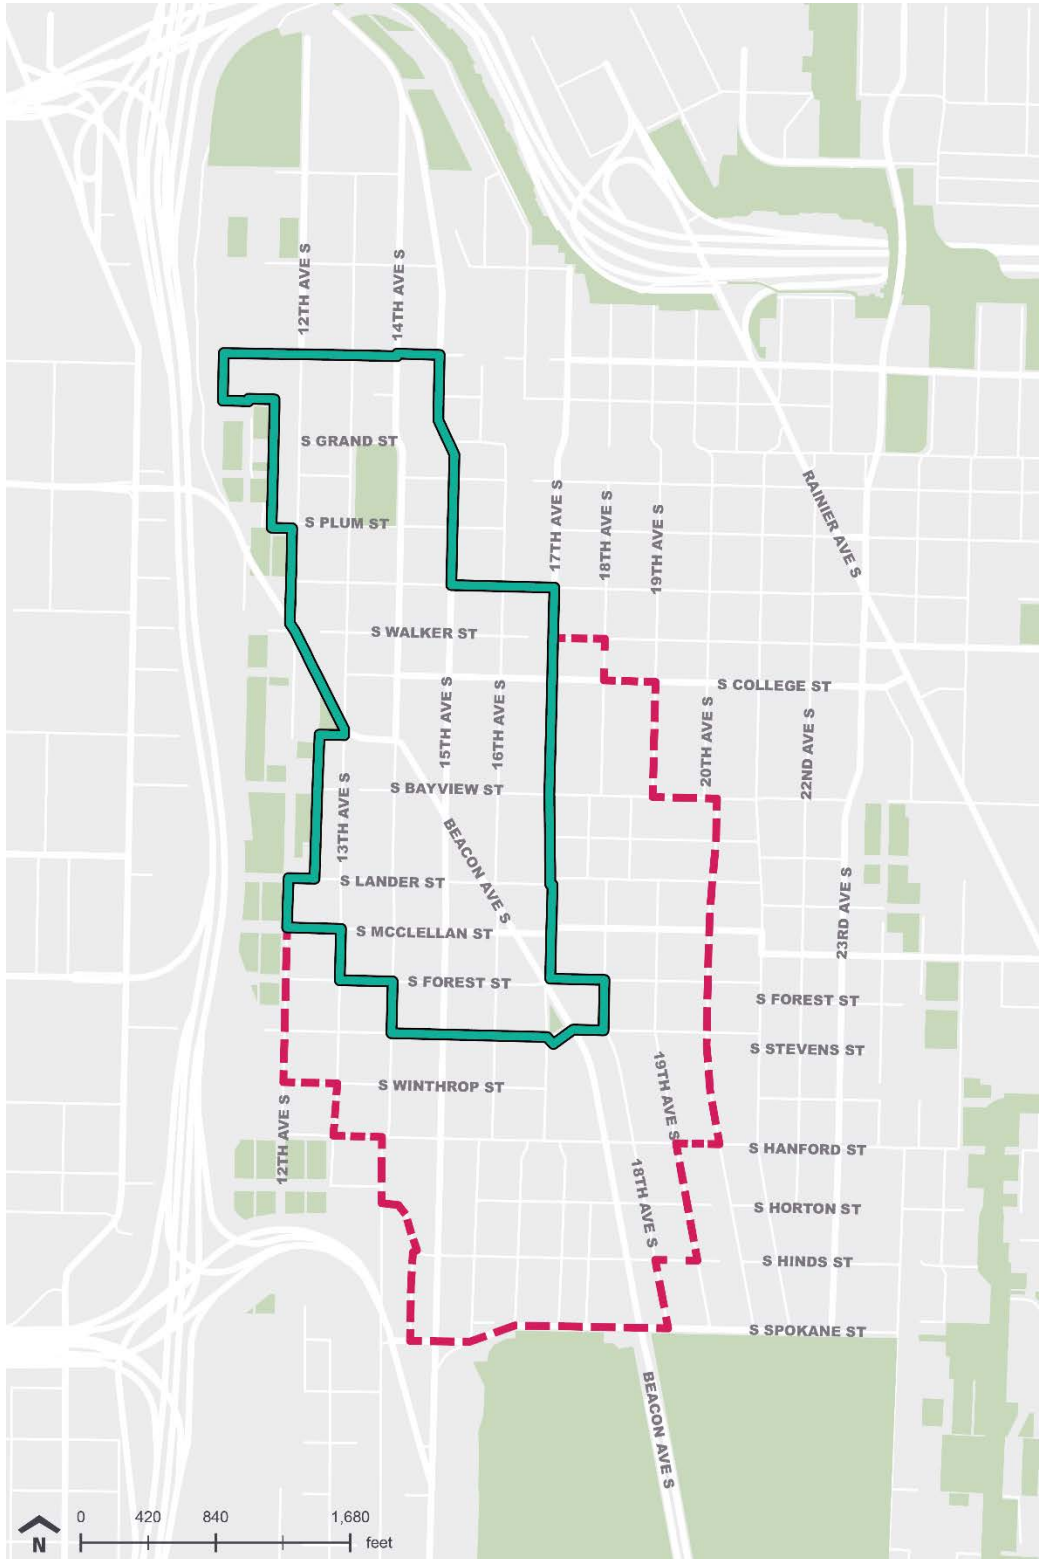 12TH AVE S
14TH AVE S
S GRAND ST
RAINIER AVE S
17TH AVE S
18TH AVE S
19TH AVE S
S PLUM ST
S WALKER ST
S COLLEGE ST
15TH AVE S
16TH AVE S
20TH AVE S
22ND AVE S
13TH AVE S
S BAYVIEW ST
BEACON AVE S
S LANDER ST
23RD AVE S
S MCCLELLAN ST
S FOREST ST
S FOREST ST
S STEVENS ST
19TH AVE S
S WINTHROP ST
12TH AVE S
S HANFORD ST
18TH AVE S
S HORTON ST
S HINDS ST
S SPOKANE ST
BEACON AVE S
0 420 840 1,680
feet
N